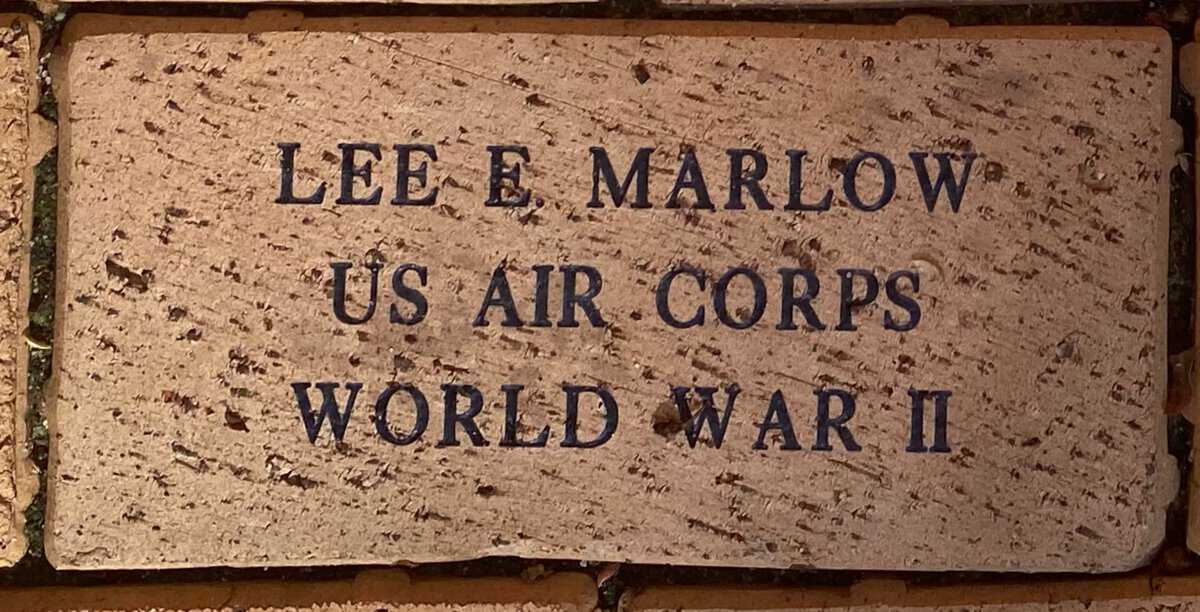 LEE E. MARLOW
US AIR CORPS
WORLD WAR II